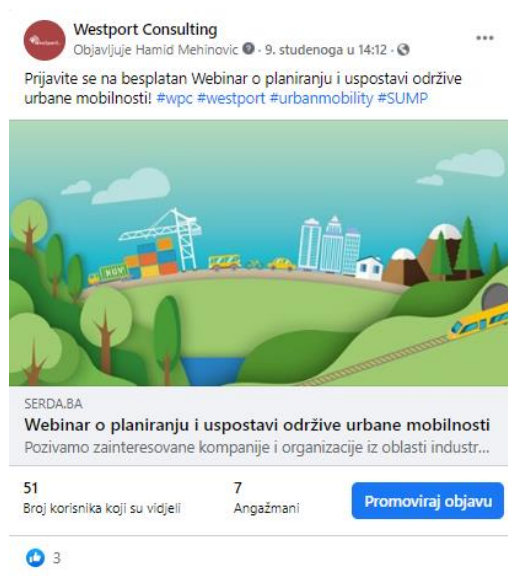 Westport Consulting
Objavljuje Hamid Mehinovic · 9. studenoga u 14:12 ·
Prijavite se na besplatan Webinar o planiranju i uspostavi održive
urbane mobilnosti! #wpc #westport #urbanmobility #SUMP
SERDA.BA
Webinar o planiranju i uspostavi održive urbane mobilnosti
Pozivamo zainteresovane kompanije i organizacije iz oblasti industr...
51
Broj korisnika koji su vidjeli
7
Angažmani
Promoviraj objavu
3